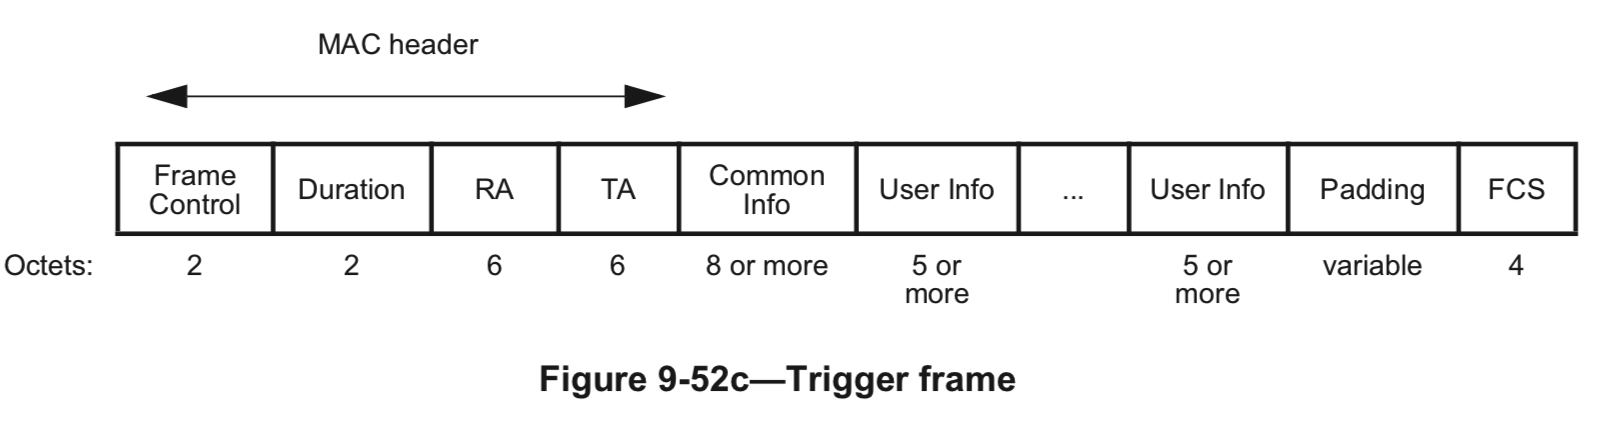 MAC header
Frame Control
Duration
RA
TA
Common Info
User Info
...
User Info
Padding
FCS
Octets: 2 2 6 6 8 or more 5 or more 5 or more variable 4
Figure 9-52c—Trigger frame